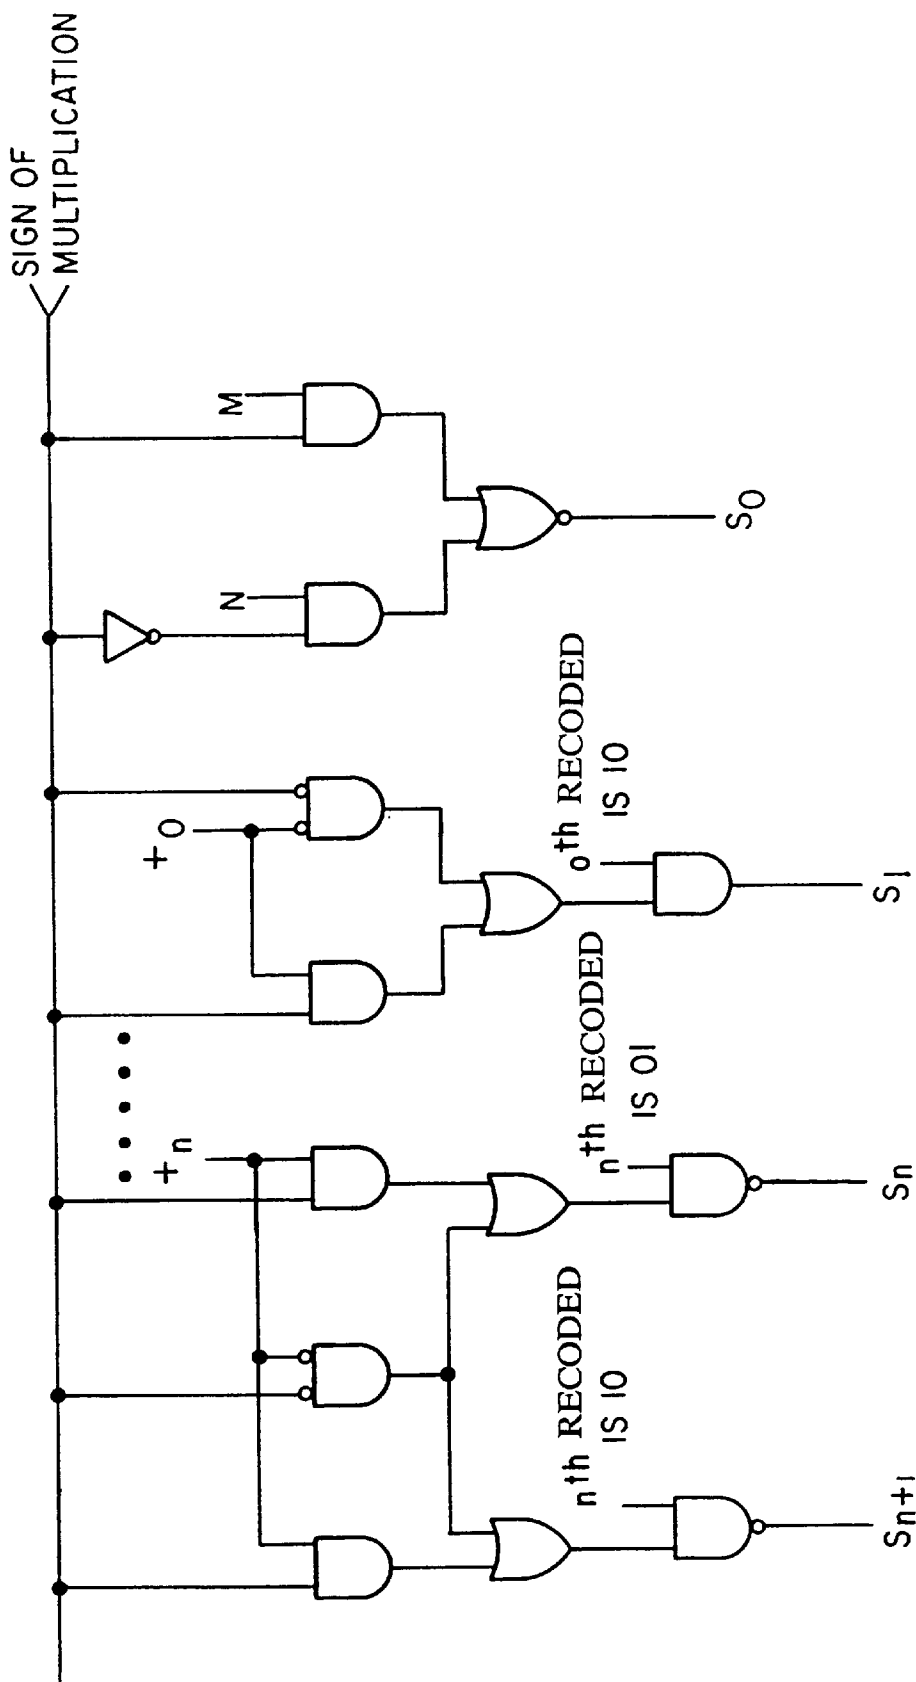 SIGN OF
MULTIPLICATION
M
N
S0
+0
0th RECODED
IS 10
S1
+n
nth RECODED
IS 01
Sn
nth RECODED
IS 10
Sn+1